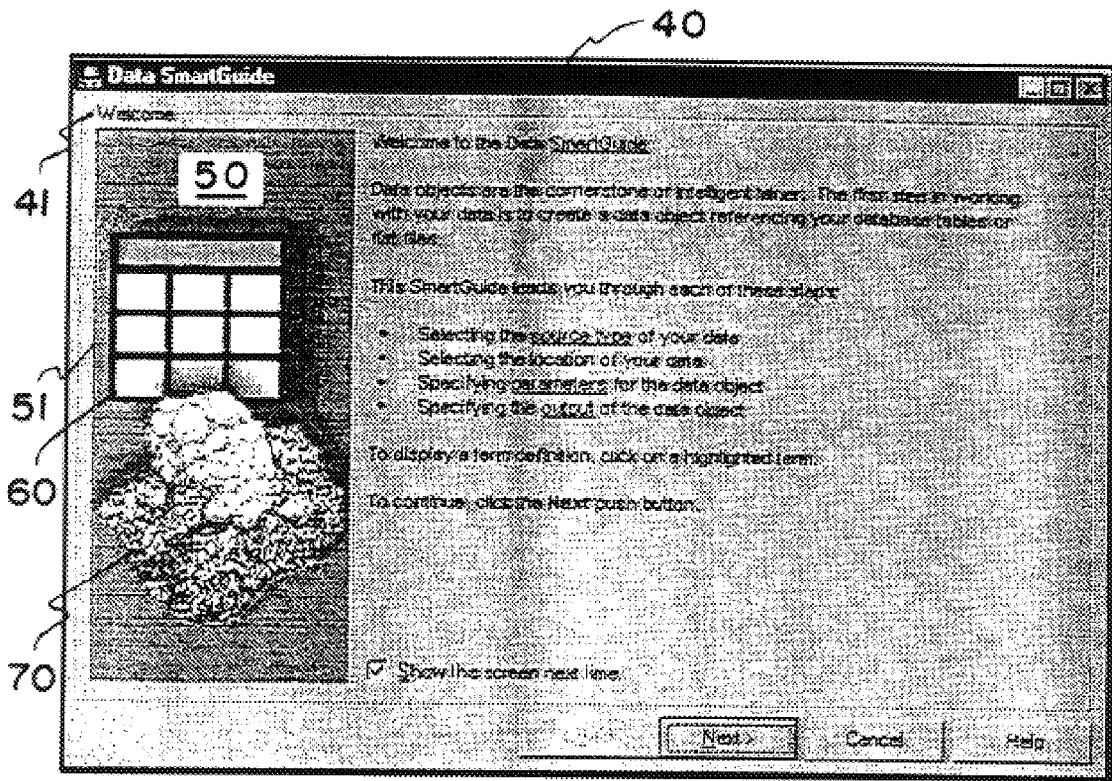 40
Data SmartGuide
Welcome
41
50
Welcome to the Data SmartGuide.
Data objects are the cornerstone of Intelligent Miner. The first step in working
with your data is to create a data object referencing your database tables or
flat files.
This SmartGuide leads you through each of these steps:
• Selecting the source type of your data
• Selecting the location of your data
• Specifying parameters for the data object
• Specifying the output of the data object
51
60
To display a term definition, click on a highlighted term.
To continue, click the Next push button.
70
Show this screen next time.
Next >
Cancel
Help